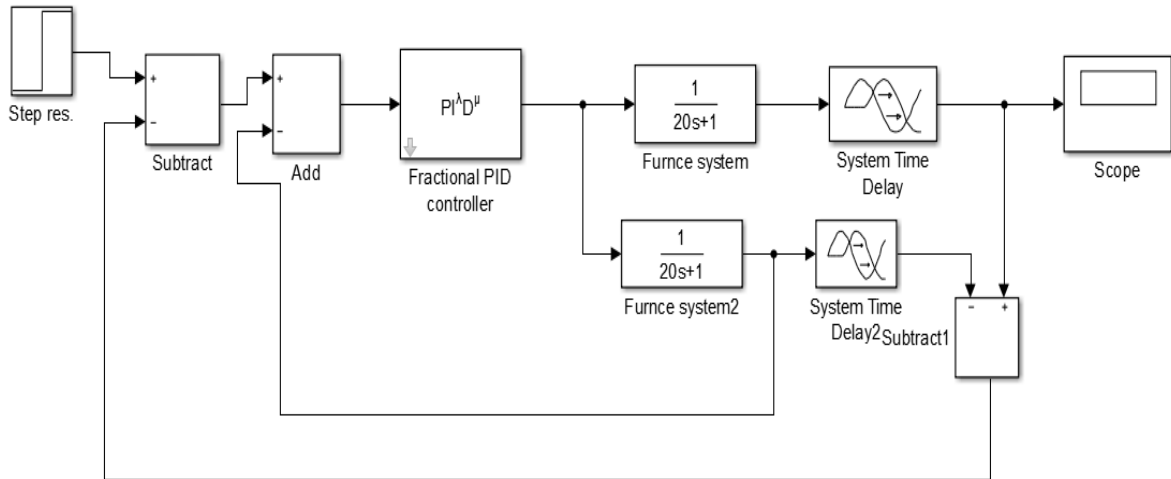 Step res.
+
−
Subtract
+
−
Add
PI^λD^μ
Fractional PID
controller
1
20s+1
Furnce system
System Time
Delay
Scope
1
20s+1
Furnce system2
System Time
Delay2
Subtract1
− +